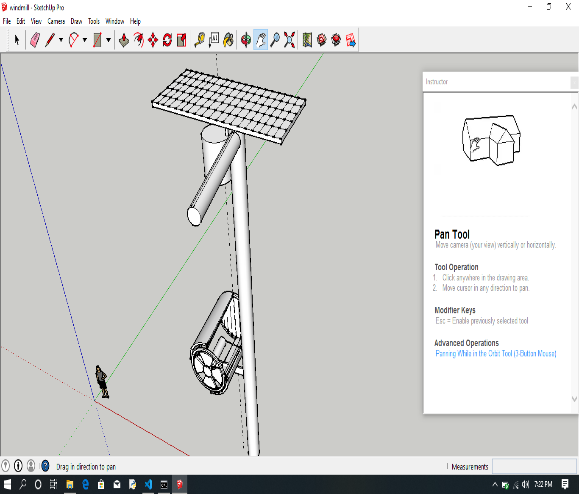 windmill - SketchUp Pro
File Edit View Camera Draw Tools Window Help
Instructor
Pan Tool
Move camera (your view) vertically or horizontally.
Tool Operation
1. Click anywhere in the drawing area.
2. Move cursor in any direction to pan.
Modifier Keys
Esc = Enable previously selected tool
Advanced Operations
Panning While in the Orbit Tool (3-Button Mouse)
Drag in direction to pan
Measurements
7:22 PM